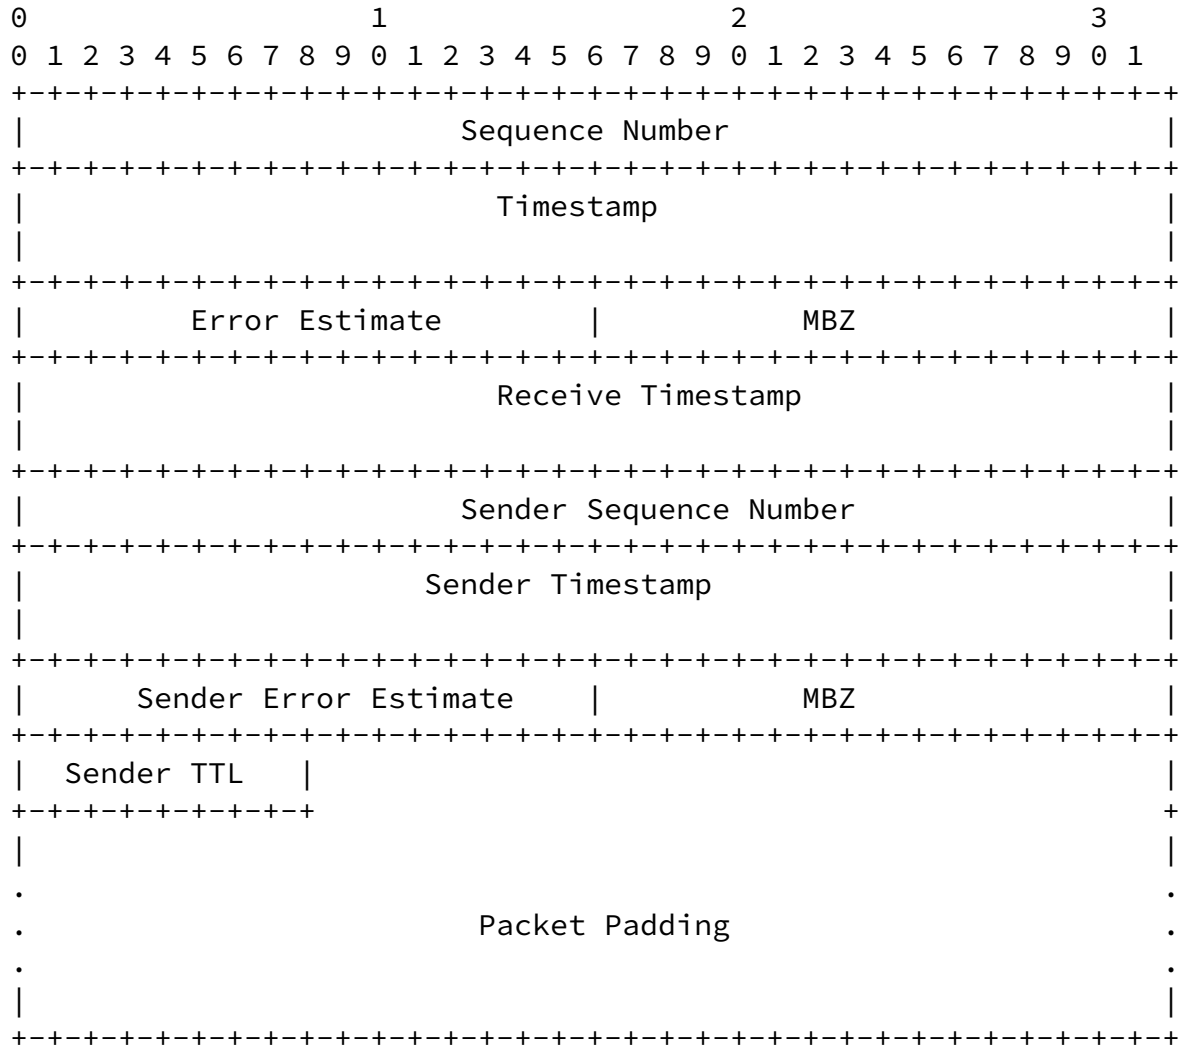 0                   1                   2                   3
0 1 2 3 4 5 6 7 8 9 0 1 2 3 4 5 6 7 8 9 0 1 2 3 4 5 6 7 8 9 0 1
+-+-+-+-+-+-+-+-+-+-+-+-+-+-+-+-+-+-+-+-+-+-+-+-+-+-+-+-+-+-+-+-+
|                        Sequence Number                        |
+-+-+-+-+-+-+-+-+-+-+-+-+-+-+-+-+-+-+-+-+-+-+-+-+-+-+-+-+-+-+-+-+
|                          Timestamp                            |
|                                                               |
+-+-+-+-+-+-+-+-+-+-+-+-+-+-+-+-+-+-+-+-+-+-+-+-+-+-+-+-+-+-+-+-+
|         Error Estimate        |           MBZ                 |
+-+-+-+-+-+-+-+-+-+-+-+-+-+-+-+-+-+-+-+-+-+-+-+-+-+-+-+-+-+-+-+-+
|                          Receive Timestamp                    |
|                                                               |
+-+-+-+-+-+-+-+-+-+-+-+-+-+-+-+-+-+-+-+-+-+-+-+-+-+-+-+-+-+-+-+-+
|                        Sender Sequence Number                 |
+-+-+-+-+-+-+-+-+-+-+-+-+-+-+-+-+-+-+-+-+-+-+-+-+-+-+-+-+-+-+-+-+
|                      Sender Timestamp                         |
|                                                               |
+-+-+-+-+-+-+-+-+-+-+-+-+-+-+-+-+-+-+-+-+-+-+-+-+-+-+-+-+-+-+-+-+
|      Sender Error Estimate    |           MBZ                 |
+-+-+-+-+-+-+-+-+-+-+-+-+-+-+-+-+-+-+-+-+-+-+-+-+-+-+-+-+-+-+-+-+
|  Sender TTL   |                                               |
+-+-+-+-+-+-+-+-+                                               +
|                                                               |
.                                                               .
.                         Packet Padding                        .
.                                                               .
|                                                               |
+-+-+-+-+-+-+-+-+-+-+-+-+-+-+-+-+-+-+-+-+-+-+-+-+-+-+-+-+-+-+-+-+